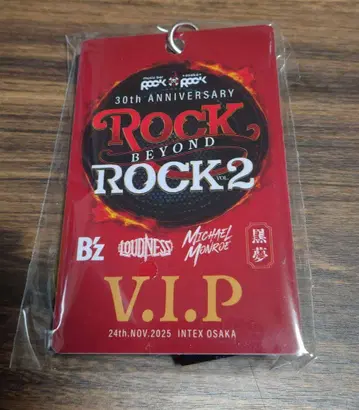 ROCK ROCK
30th ANNIVERSARY
ROCK
BEYOND
ROCK VOL.2
B'z LOUDNESS MICHAEL MONROE 黒夢
V.I.P
24th.NOV.2025 INTEX OSAKA